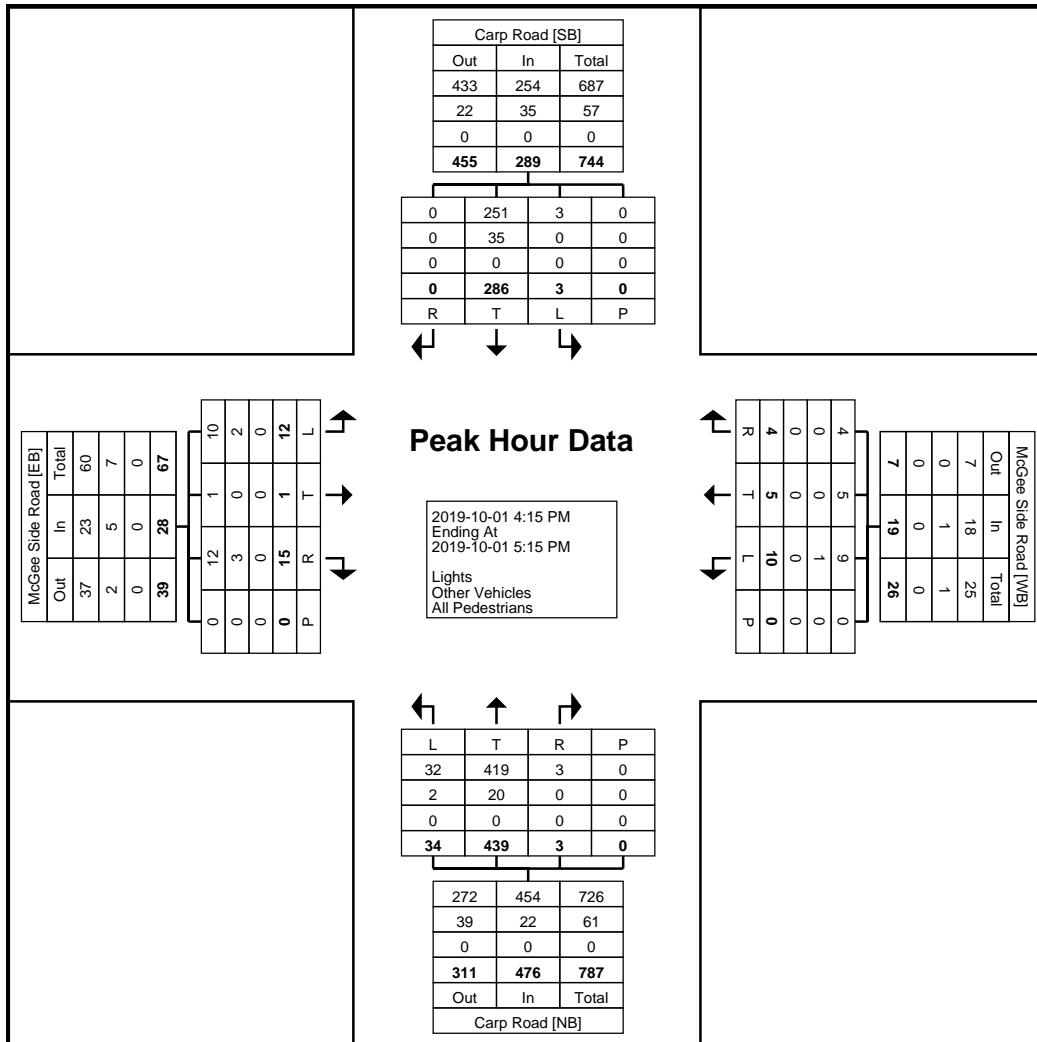 Carp Road [SB]
Out In Total
433 254 687
22 35 57
0 0 0
455 289 744
0 251 3 0
0 35 0 0
0 0 0 0
0 286 3 0
R T L P
McGee Side Road [EB]
Total In Out
60 23 37
7 5 2
0 0 0
67 28 39
10 1 12 0
2 0 3 0
0 0 0 0
12 1 15 0
L T R P
Peak Hour Data
2019-10-01 4:15 PM
Ending At
2019-10-01 5:15 PM
Lights
Other Vehicles
All Pedestrians
R T L P
4 5 10 0
0 0 0 0
0 0 1 0
4 5 9 0
McGee Side Road [WB]
Out In Total
7 18 25
0 1 1
0 0 0
7 19 26
L T R P
32 419 3 0
2 20 0 0
0 0 0 0
34 439 3 0
272 454 726
39 22 61
0 0 0
311 476 787
Out In Total
Carp Road [NB]